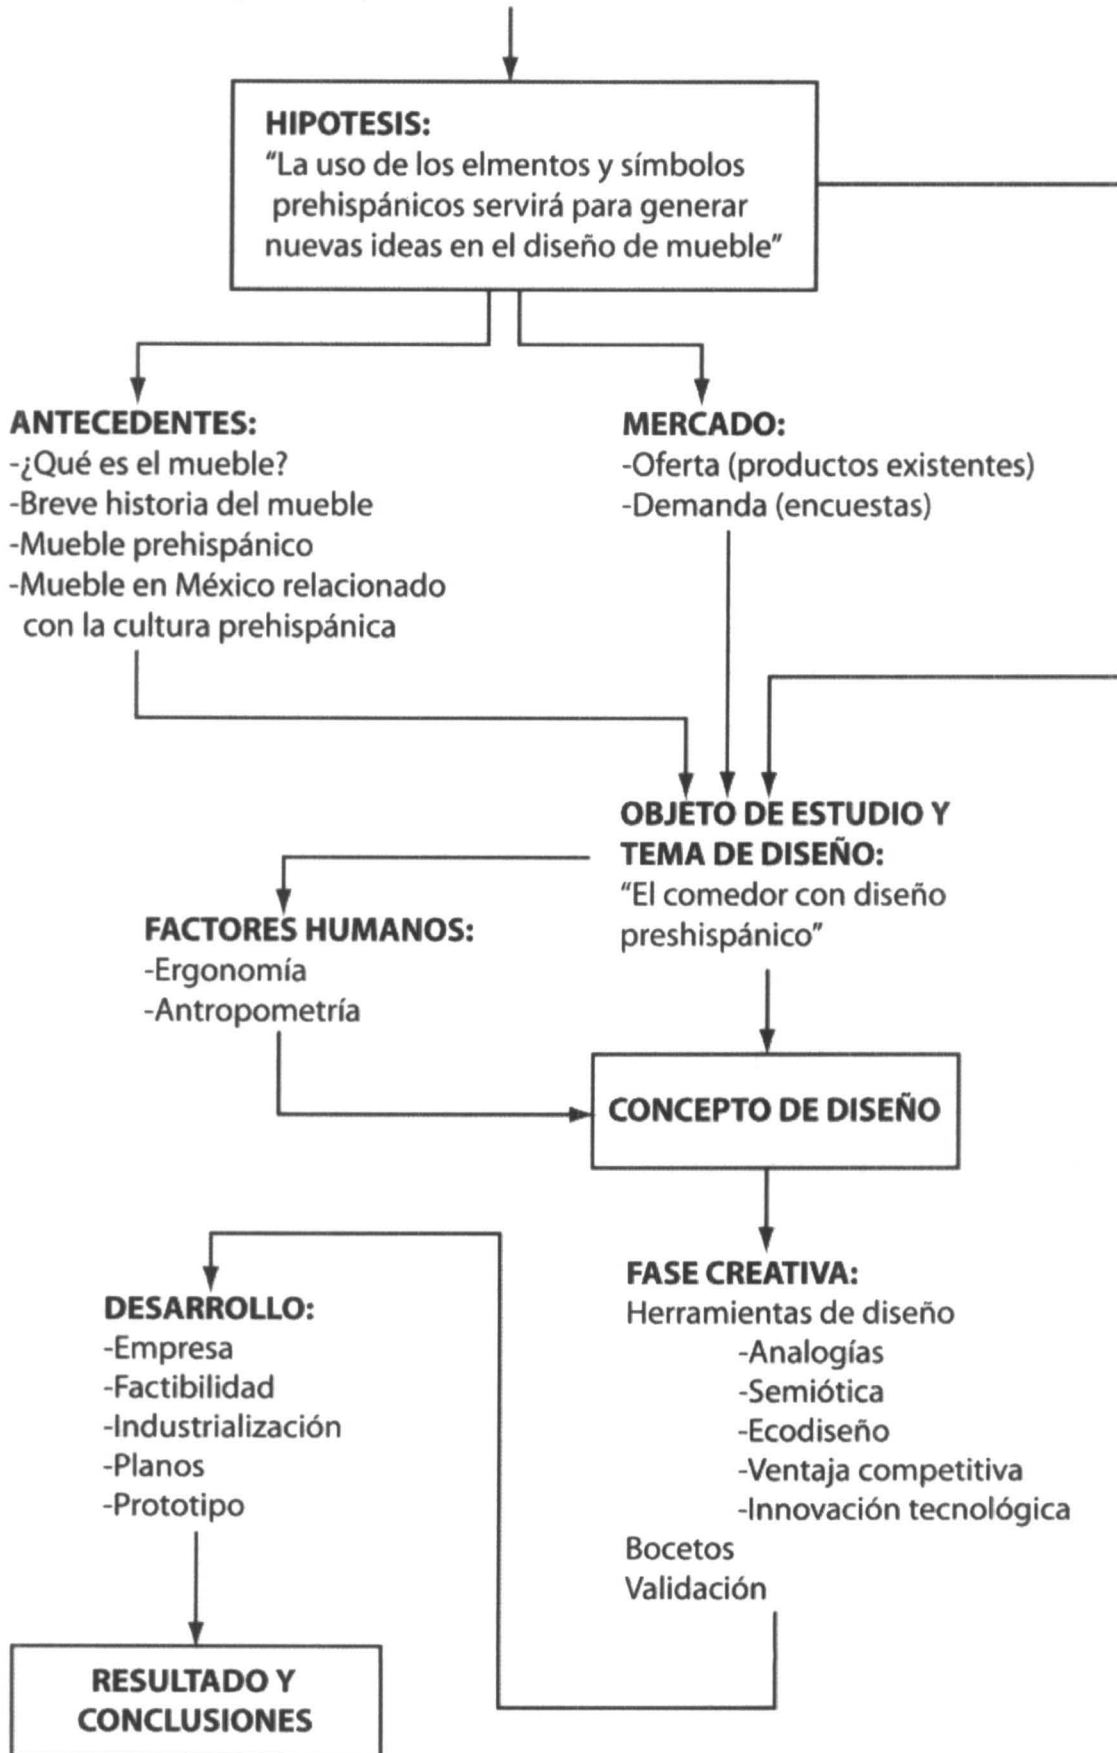 HIPOTESIS:
“La uso de los elmentos y símbolos
prehispánicos servirá para generar
nuevas ideas en el diseño de mueble”
ANTECEDENTES:
-¿Qué es el mueble?
-Breve historia del mueble
-Mueble prehispánico
-Mueble en México relacionado
con la cultura prehispánica
MERCADO:
-Oferta (productos existentes)
-Demanda (encuestas)
OBJETO DE ESTUDIO Y
TEMA DE DISEÑO:
“El comedor con diseño
preshispánico”
FACTORES HUMANOS:
-Ergonomía
-Antropometría
CONCEPTO DE DISEÑO
FASE CREATIVA:
Herramientas de diseño
-Analogías
-Semiótica
-Ecodiseño
-Ventaja competitiva
-Innovación tecnológica
Bocetos
Validación
DESARROLLO:
-Empresa
-Factibilidad
-Industrialización
-Planos
-Prototipo
RESULTADO Y
CONCLUSIONES